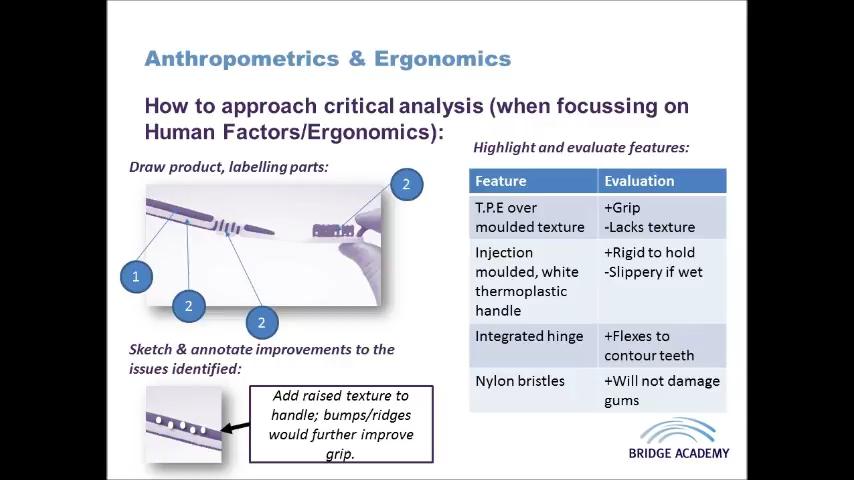 Anthropometrics & Ergonomics
How to approach critical analysis (when focussing on
Human Factors/Ergonomics):
Draw product, labelling parts:
2
1
2
2
Sketch & annotate improvements to the
issues identified:
Add raised texture to
handle; bumps/ridges
would further improve
grip.
Highlight and evaluate features:
Feature
Evaluation
T.P.E over
moulded texture
+Grip
-Lacks texture
Injection
moulded, white
thermoplastic
handle
+Rigid to hold
-Slippery if wet
Integrated hinge
+Flexes to
contour teeth
Nylon bristles
+Will not damage
gums
BRIDGE ACADEMY